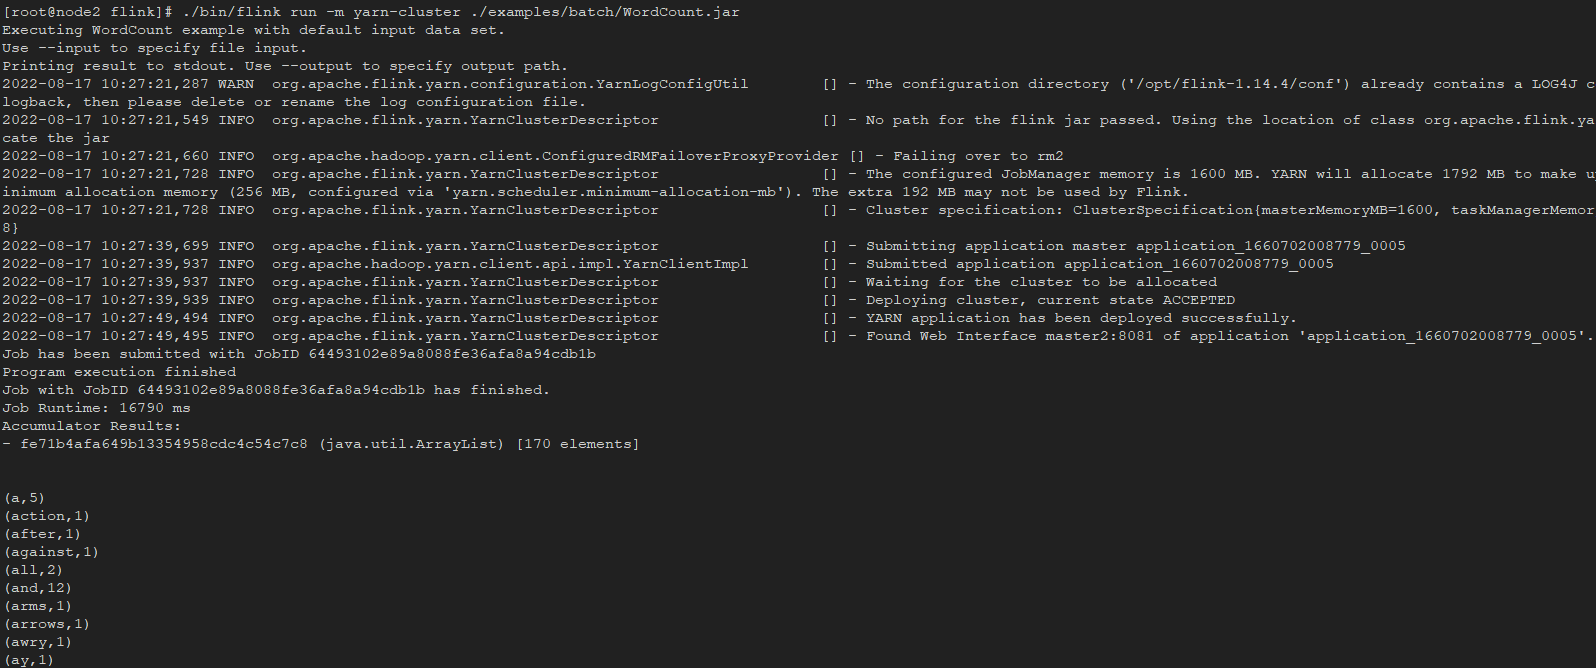 [root@node2 flink]# ./bin/flink run -m yarn-cluster ./examples/batch/WordCount.jar
Executing WordCount example with default input data set.
Use --input to specify file input.
Printing result to stdout. Use --output to specify output path.
2022-08-17 10:27:21,287 WARN  org.apache.flink.yarn.configuration.YarnLogConfigUtil        [] - The configuration directory ('/opt/flink-1.14.4/conf') already contains a LOG4J c
logback, then please delete or rename the log configuration file.
2022-08-17 10:27:21,549 INFO  org.apache.flink.yarn.YarnClusterDescriptor                  [] - No path for the flink jar passed. Using the location of class org.apache.flink.ya
cate the jar
2022-08-17 10:27:21,660 INFO  org.apache.hadoop.yarn.client.ConfiguredRMFailoverProxyProvider [] - Failing over to rm2
2022-08-17 10:27:21,728 INFO  org.apache.flink.yarn.YarnClusterDescriptor                  [] - The configured JobManager memory is 1600 MB. YARN will allocate 1792 MB to make u
inimum allocation memory (256 MB, configured via 'yarn.scheduler.minimum-allocation-mb'). The extra 192 MB may not be used by Flink.
2022-08-17 10:27:21,728 INFO  org.apache.flink.yarn.YarnClusterDescriptor                  [] - Cluster specification: ClusterSpecification{masterMemoryMB=1600, taskManagerMemor
8}
2022-08-17 10:27:39,699 INFO  org.apache.flink.yarn.YarnClusterDescriptor                  [] - Submitting application master application_1660702008779_0005
2022-08-17 10:27:39,937 INFO  org.apache.hadoop.yarn.client.api.impl.YarnClientImpl        [] - Submitted application application_1660702008779_0005
2022-08-17 10:27:39,937 INFO  org.apache.flink.yarn.YarnClusterDescriptor                  [] - Waiting for the cluster to be allocated
2022-08-17 10:27:39,939 INFO  org.apache.flink.yarn.YarnClusterDescriptor                  [] - Deploying cluster, current state ACCEPTED
2022-08-17 10:27:49,494 INFO  org.apache.flink.yarn.YarnClusterDescriptor                  [] - YARN application has been deployed successfully.
2022-08-17 10:27:49,495 INFO  org.apache.flink.yarn.YarnClusterDescriptor                  [] - Found Web Interface master2:8081 of application 'application_1660702008779_0005'.
Job has been submitted with JobID 64493102e89a8088fe36afa8a94cdb1b
Program execution finished
Job with JobID 64493102e89a8088fe36afa8a94cdb1b has finished.
Job Runtime: 16790 ms
Accumulator Results:
- fe71b4afa649b13354958cdc4c54c7c8 (java.util.ArrayList) [170 elements]
(a,5)
(action,1)
(after,1)
(against,1)
(all,2)
(and,12)
(arms,1)
(arrows,1)
(awry,1)
(ay,1)